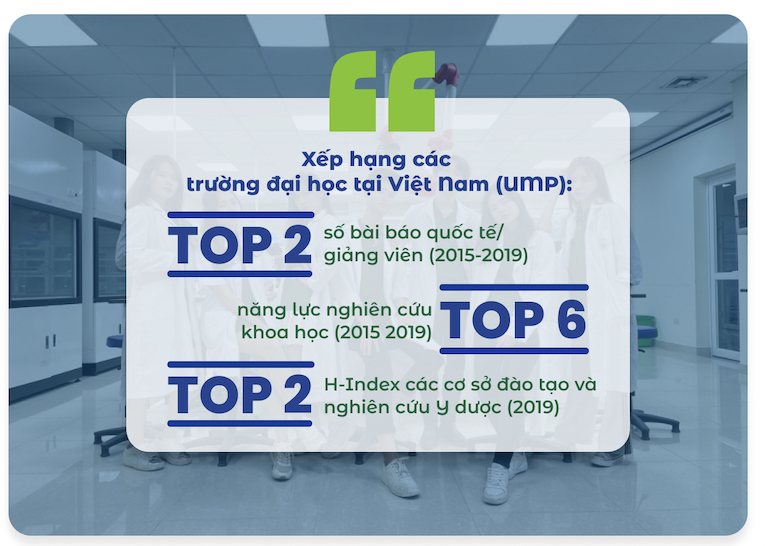 Xếp hạng các
trường đại học tại Việt Nam (UMP):
TOP 2
số bài báo quốc tế/
giảng viên (2015-2019)
năng lực nghiên cứu
khoa học (2015 2019)
TOP 6
TOP 2
H-Index các cơ sở đào tạo và
nghiên cứu Y dược (2019)